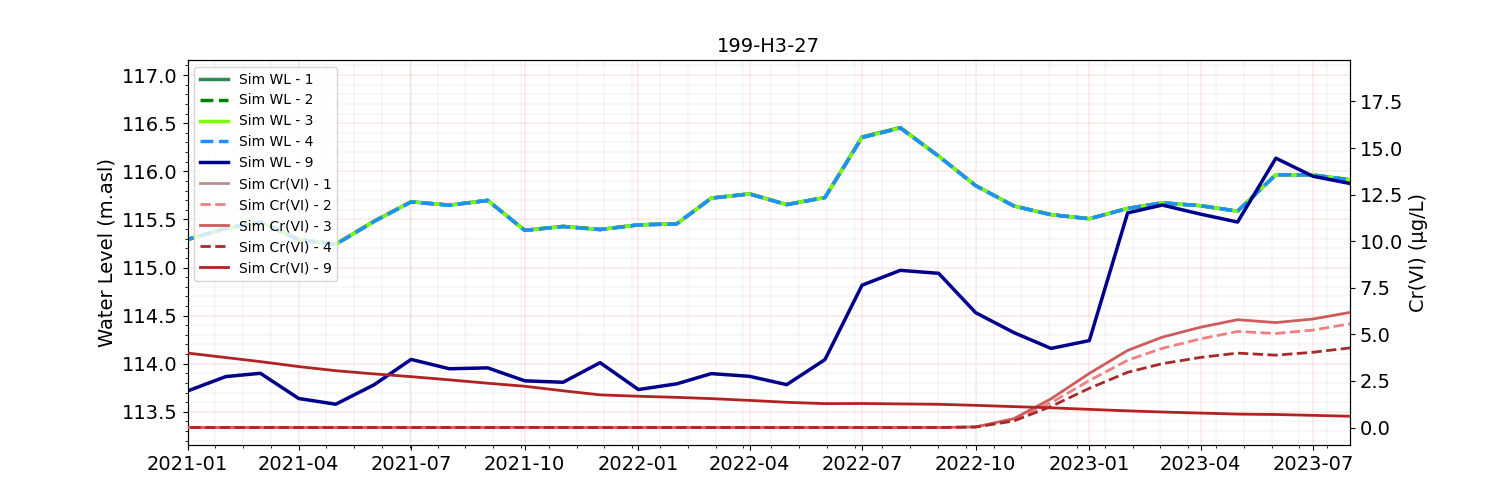 199-H3-27
117.0
116.5
116.0
115.5
115.0
114.5
114.0
113.5
Water Level (m.asl)
Sim WL - 1
Sim WL - 2
Sim WL - 3
Sim WL - 4
Sim WL - 9
Sim Cr(VI) - 1
Sim Cr(VI) - 2
Sim Cr(VI) - 3
Sim Cr(VI) - 4
Sim Cr(VI) - 9
17.5
15.0
12.5
10.0
7.5
5.0
2.5
0.0
Cr(VI) (µg/L)
2021-01 2021-04 2021-07 2021-10 2022-01 2022-04 2022-07 2022-10 2023-01 2023-04 2023-07